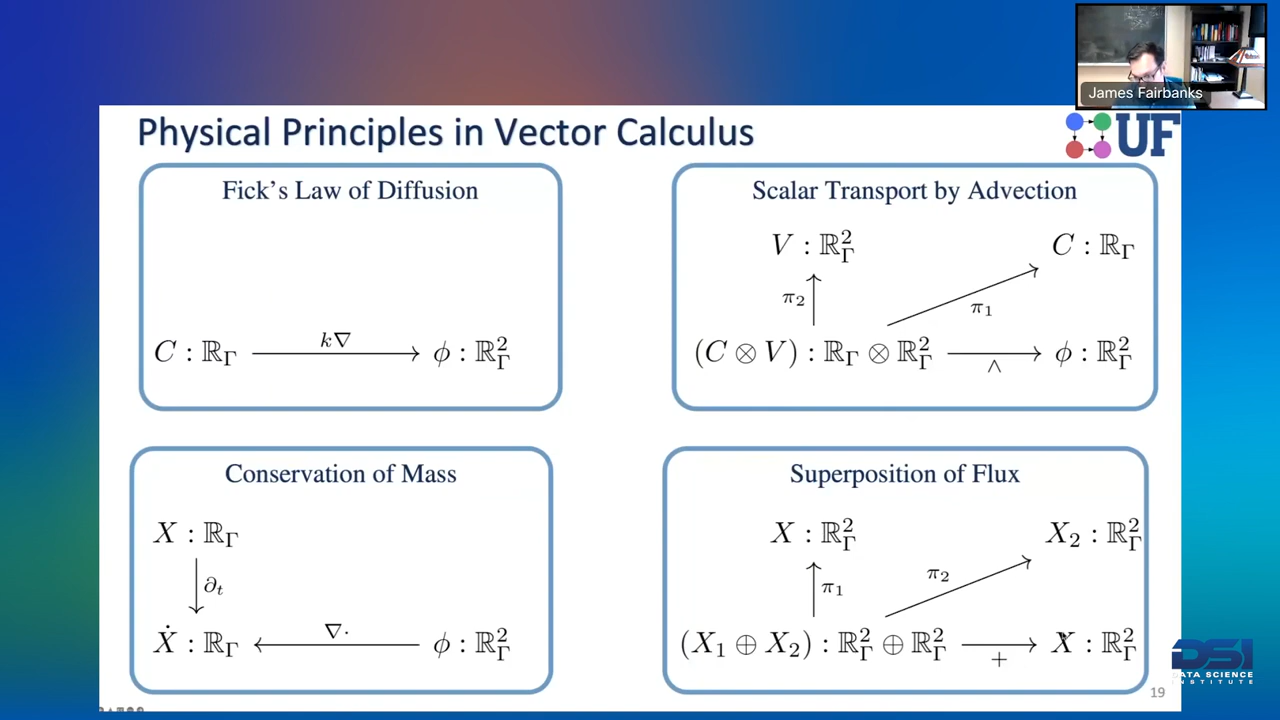 James Fairbanks
Physical Principles in Vector Calculus
UF
Fick's Law of Diffusion
C : ℝ_Γ
k∇
ϕ : ℝ²_Γ
Scalar Transport by Advection
V : ℝ²_Γ
C : ℝ_Γ
π₂
π₁
(C ⊗ V) : ℝ_Γ ⊗ ℝ²_Γ
∧
ϕ : ℝ²_Γ
Conservation of Mass
X : ℝ_Γ
∂ₜ
Ẋ : ℝ_Γ
∇·
ϕ : ℝ²_Γ
Superposition of Flux
X : ℝ²_Γ
X₂ : ℝ²_Γ
π₁
π₂
(X₁ ⊕ X₂) : ℝ²_Γ ⊕ ℝ²_Γ
+
X : ℝ²_Γ
DSI
DATA SCIENCE
INSTITUTE
19